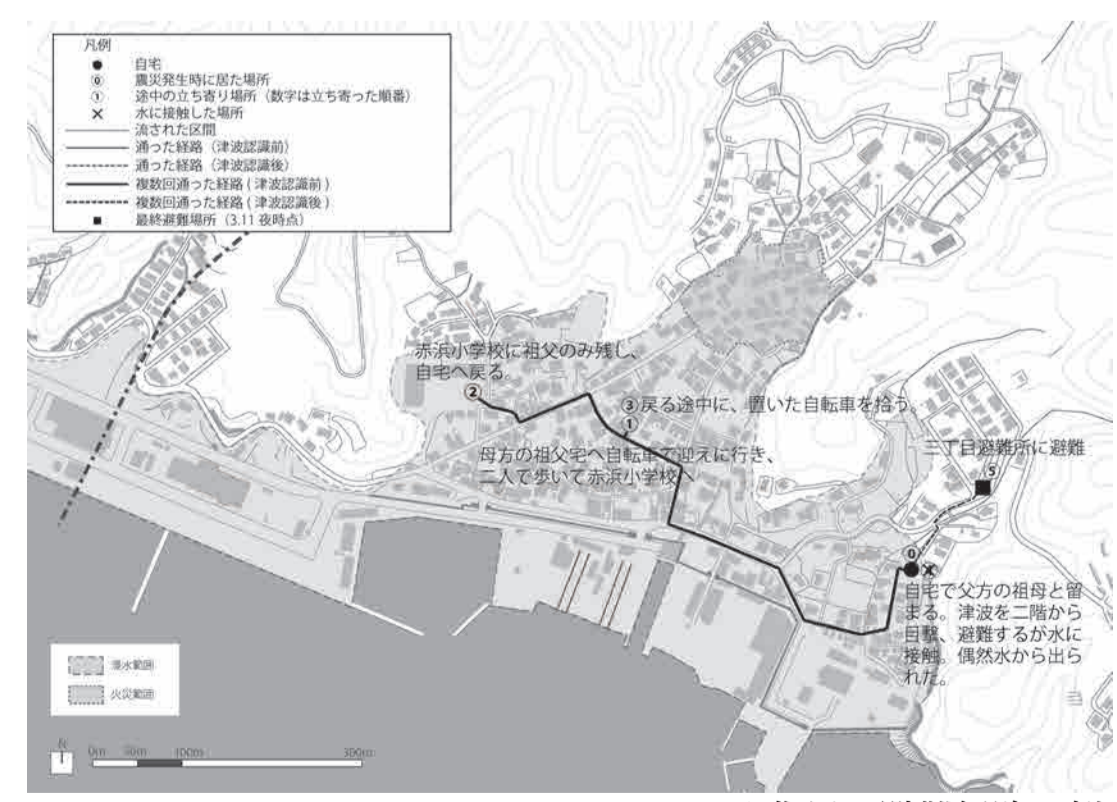 凡例
自宅
⓪ 震災発生時に居た場所
① 途中の立ち寄り場所（数字は立ち寄った順番）
水に接触した場所
流された区間
通った経路（津波認識前）
通った経路（津波認識後）
複数回通った経路(津波認識前)
複数回通った経路(津波認識後)
最終避難場所（3.11 夜時点）
赤浜小学校に祖父のみ残し、
自宅へ戻る。
②
③戻る途中に、置いた自転車を拾う。
①
母方の祖父宅へ自転車で迎えに行き、
二人で歩いて赤浜小学校へ
三丁目避難所に避難
⑤
⓪
自宅で父方の祖母と留
まる。津波を二階から
目撃、避難するが水に
接触。偶然水から出ら
れた。
浸水範囲
火災範囲
N
0m 50m 100m 300m